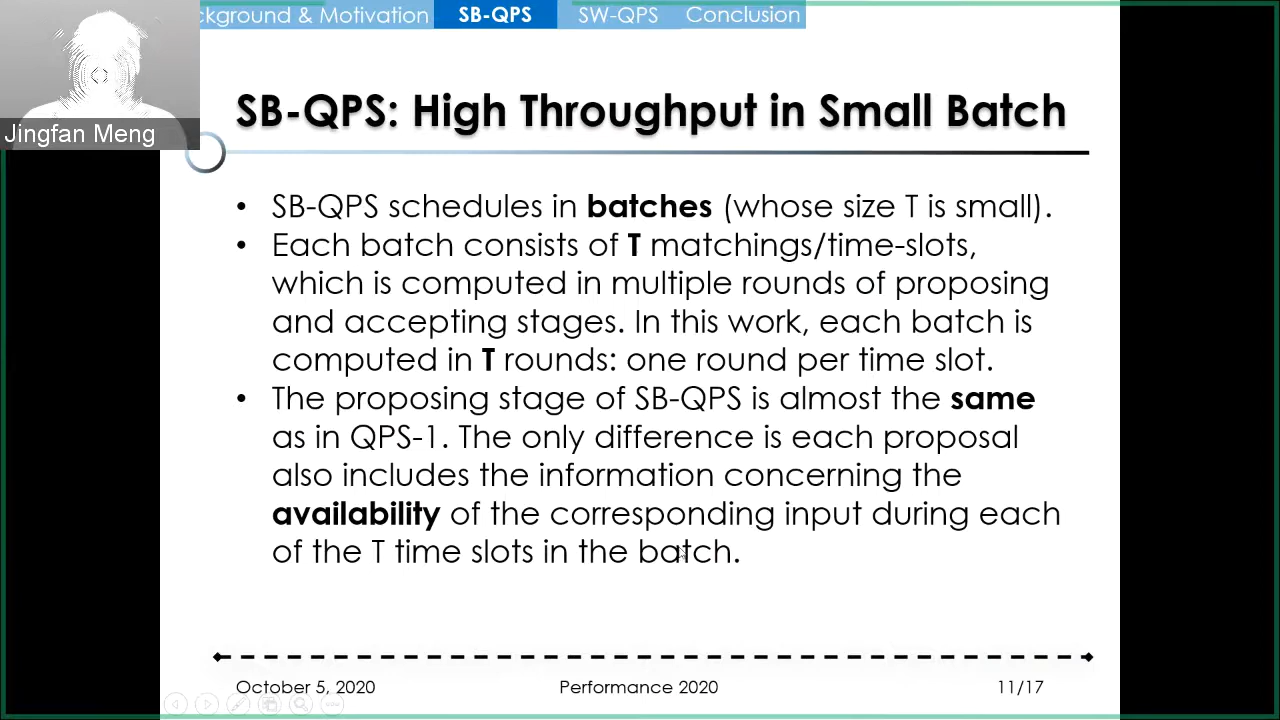 kground & Motivation SB-QPS SW-QPS Conclusion
Jingfan Meng
SB-QPS: High Throughput in Small Batch
• SB-QPS schedules in batches (whose size T is small).
• Each batch consists of T matchings/time-slots,
which is computed in multiple rounds of proposing
and accepting stages. In this work, each batch is
computed in T rounds: one round per time slot.
• The proposing stage of SB-QPS is almost the same
as in QPS-1. The only difference is each proposal
also includes the information concerning the
availability of the corresponding input during each
of the T time slots in the batch.
October 5, 2020 Performance 2020 11/17